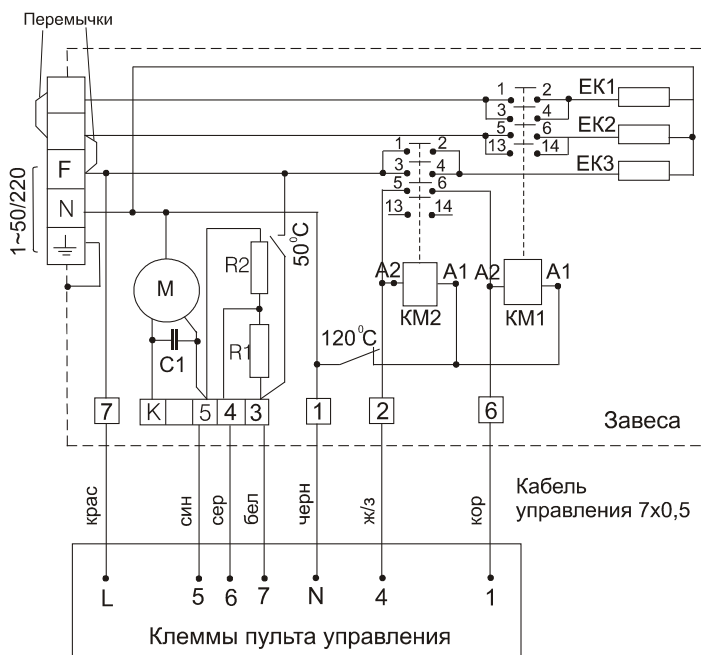 Перемычки
1 2 EK1
3 4
5 6 EK2
13 14
1 2
3 4 EK3
5 6
13 14
F
N
1~50/220
50°C
R2
M
A2 A1
KM2
A2 A1
KM1
C1
R1
120°C
7
K 5 4 3
1
2
6
Завеса
крас
син
сер
бел
черн
ж/з
кор
Кабель
управления 7x0,5
L 5 6 7 N 4 1
Клеммы пульта управления